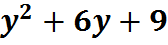 y² + 6y + 9